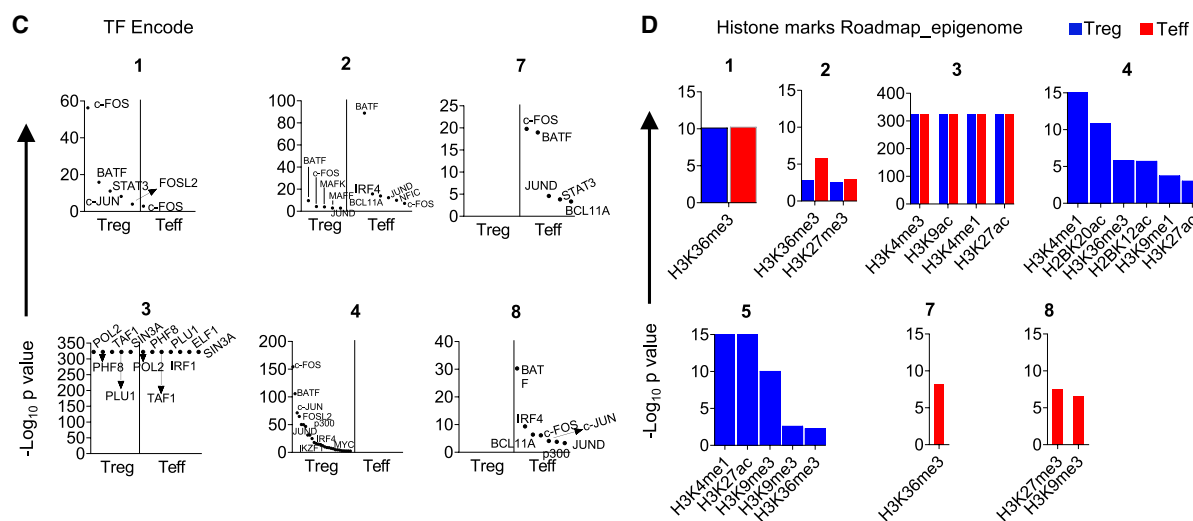 C TF Encode
D Histone marks Roadmap_epigenome Treg Teff
-Log10 p value
1
60
40
20
0
c-FOS
BATF
STAT3
FOSL2
c-JUN
c-FOS
Treg Teff
2
100
80
60
40
20
0
BATF
BATF
c-FOS
MAFK
MAFF
JUND
IRF4
BCL11A
JUND
NFIC
c-FOS
Treg Teff
7
25
20
15
10
5
0
c-FOS
BATF
JUND
STAT3
BCL11A
Treg Teff
3
350
300
250
200
150
100
50
0
POL2 TAF1 SIN3A PHF8 PLU1 ELF1 SIN3A
PHF8 POL2 IRF1
PLU1 TAF1
Treg Teff
4
200
150
100
50
0
c-FOS
BATF
c-JUN
FOSL2
p300
JUND
IRF4
MYC
IKZF1
Treg Teff
8
40
30
20
10
0
BAT
F
IRF4
c-FOS c-JUN
BCL11A
p300
JUND
Treg Teff
-Log10 p value
1
15
10
5
0
H3K36me3
2
15
10
5
0
H3K36me3
H3K27me3
3
400
300
200
100
0
H3K4me3
H3K9ac
H3K4me1
H3K27ac
4
15
10
5
0
H3K4me1
H2BK20ac
H3K36me3
H2BK12ac
H3K9me1
H3K27ac
5
15
10
5
0
H3K4me1
H3K27ac
H3K9me3
H3K9me3
H3K36me3
7
15
10
5
0
H3K36me3
8
15
10
5
0
H3K27me3
H3K9me3